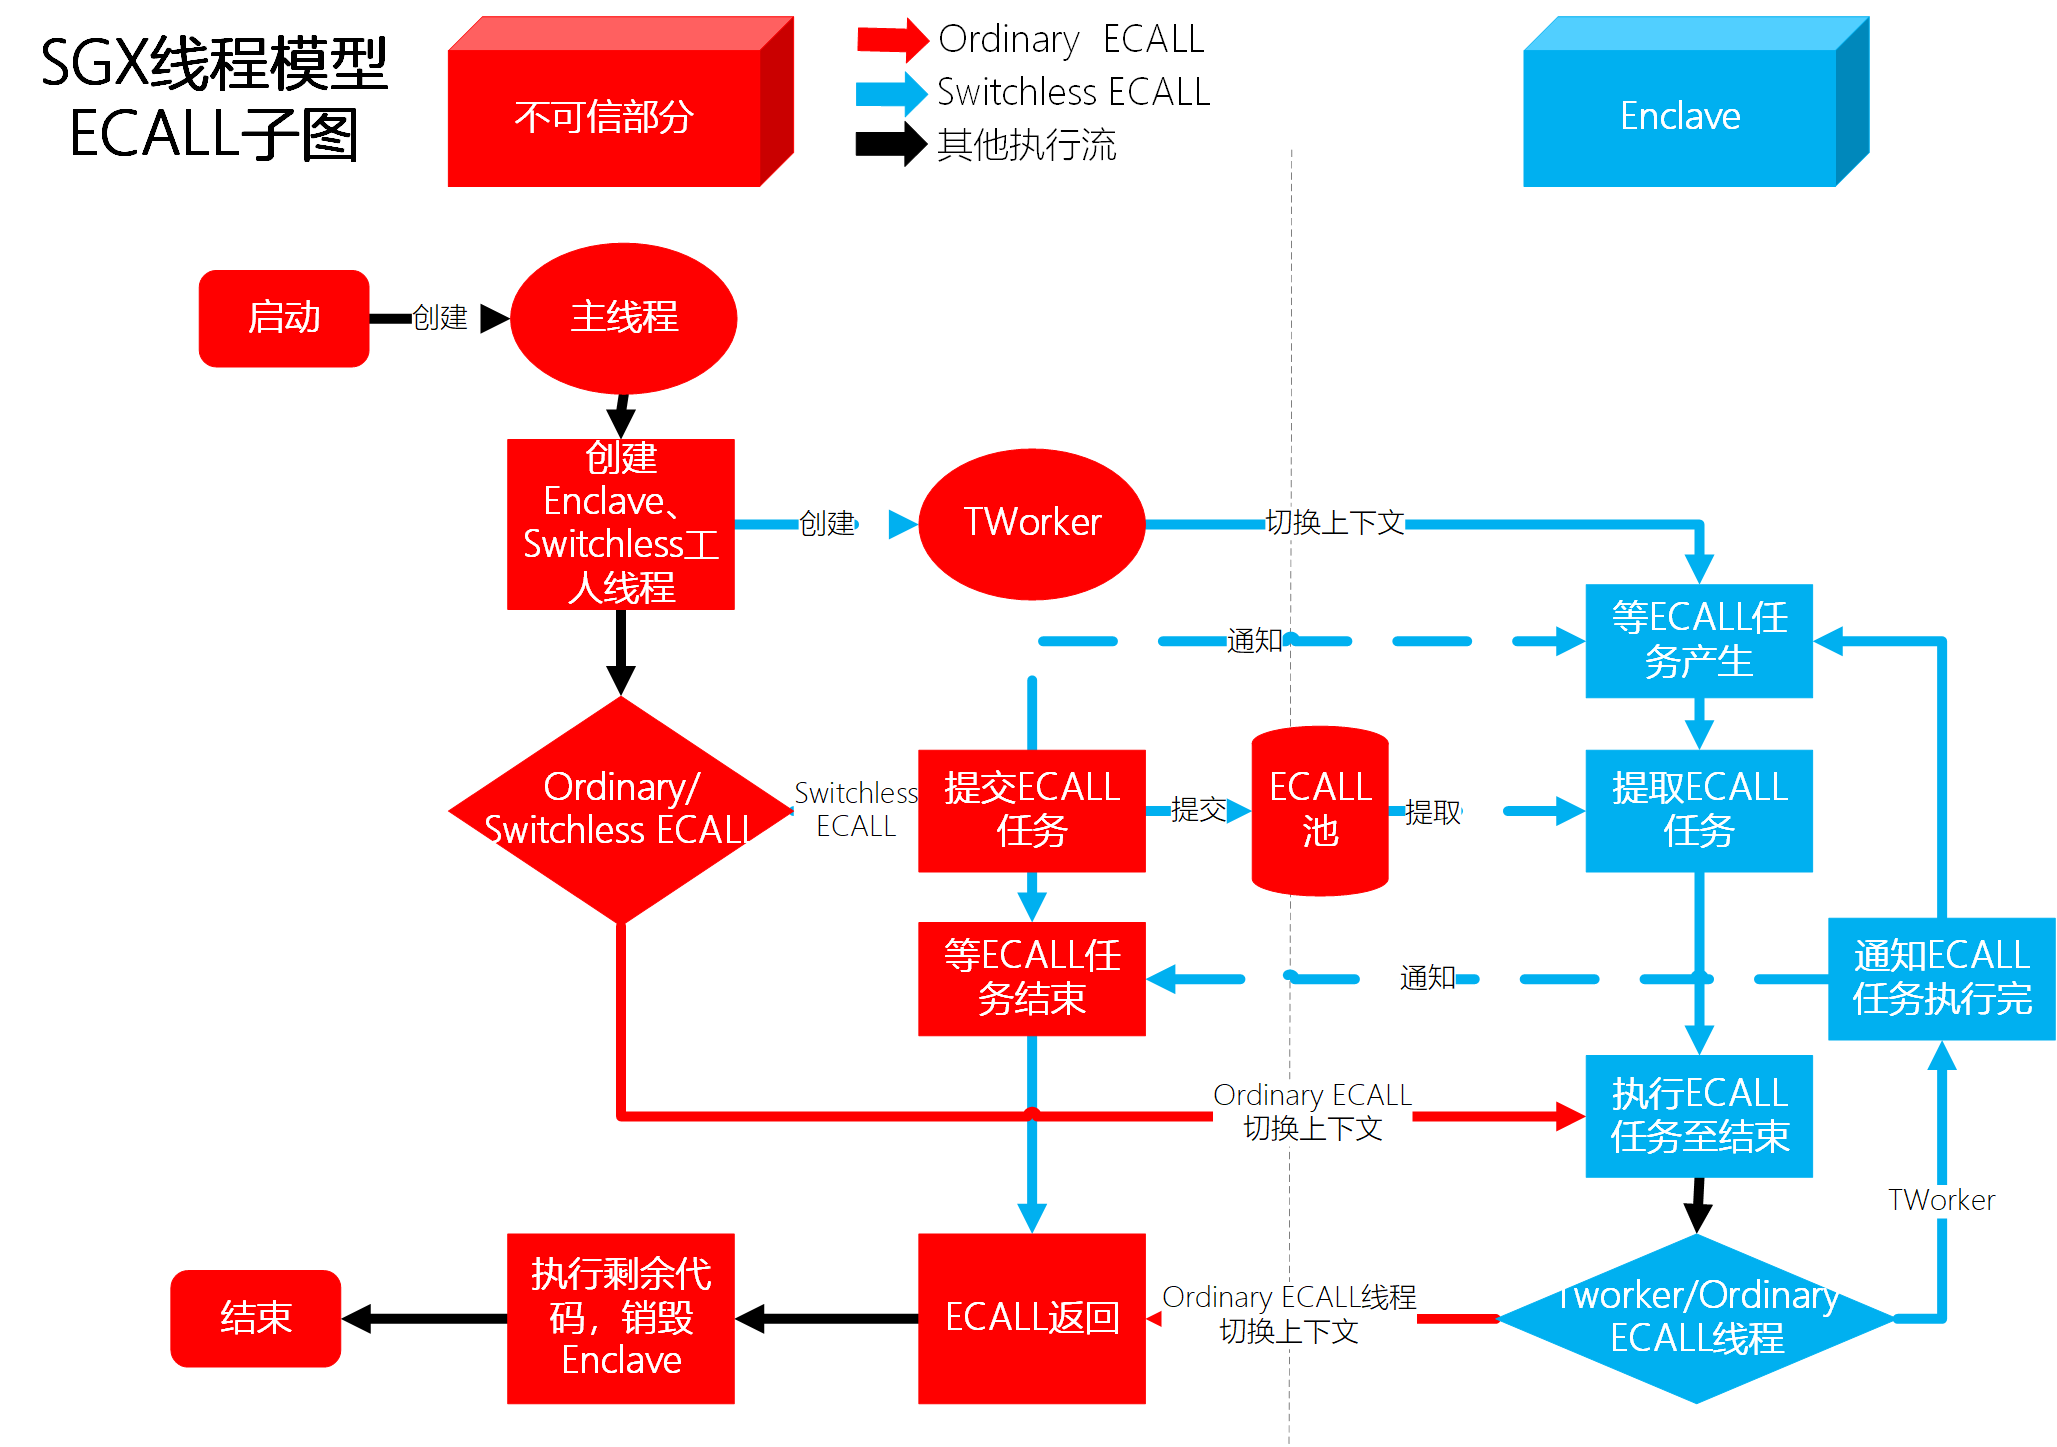 SGX线程模型
ECALL子图
不可信部分
Ordinary ECALL
Switchless ECALL
其他执行流
Enclave
启动
创建
主线程
创建
Enclave、
Switchless工
人线程
创建
TWorker
切换上下文
等ECALL任
务产生
通知
Ordinary/
Switchless ECALL
Switchless
ECALL
提交ECALL
任务
提交
ECALL
池
提取
提取ECALL
任务
等ECALL任
务结束
通知
通知ECALL
任务执行完
Ordinary ECALL
切换上下文
执行ECALL
任务至结束
TWorker
结束
执行剩余代
码，销毁
Enclave
ECALL返回
Ordinary ECALL线程
切换上下文
Tworker/Ordinary
ECALL线程